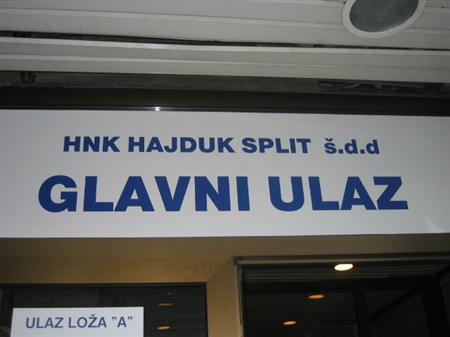 HNK HAJDUK SPLIT š.d.d
GLAVNI ULAZ
ULAZ LOŽA "A"